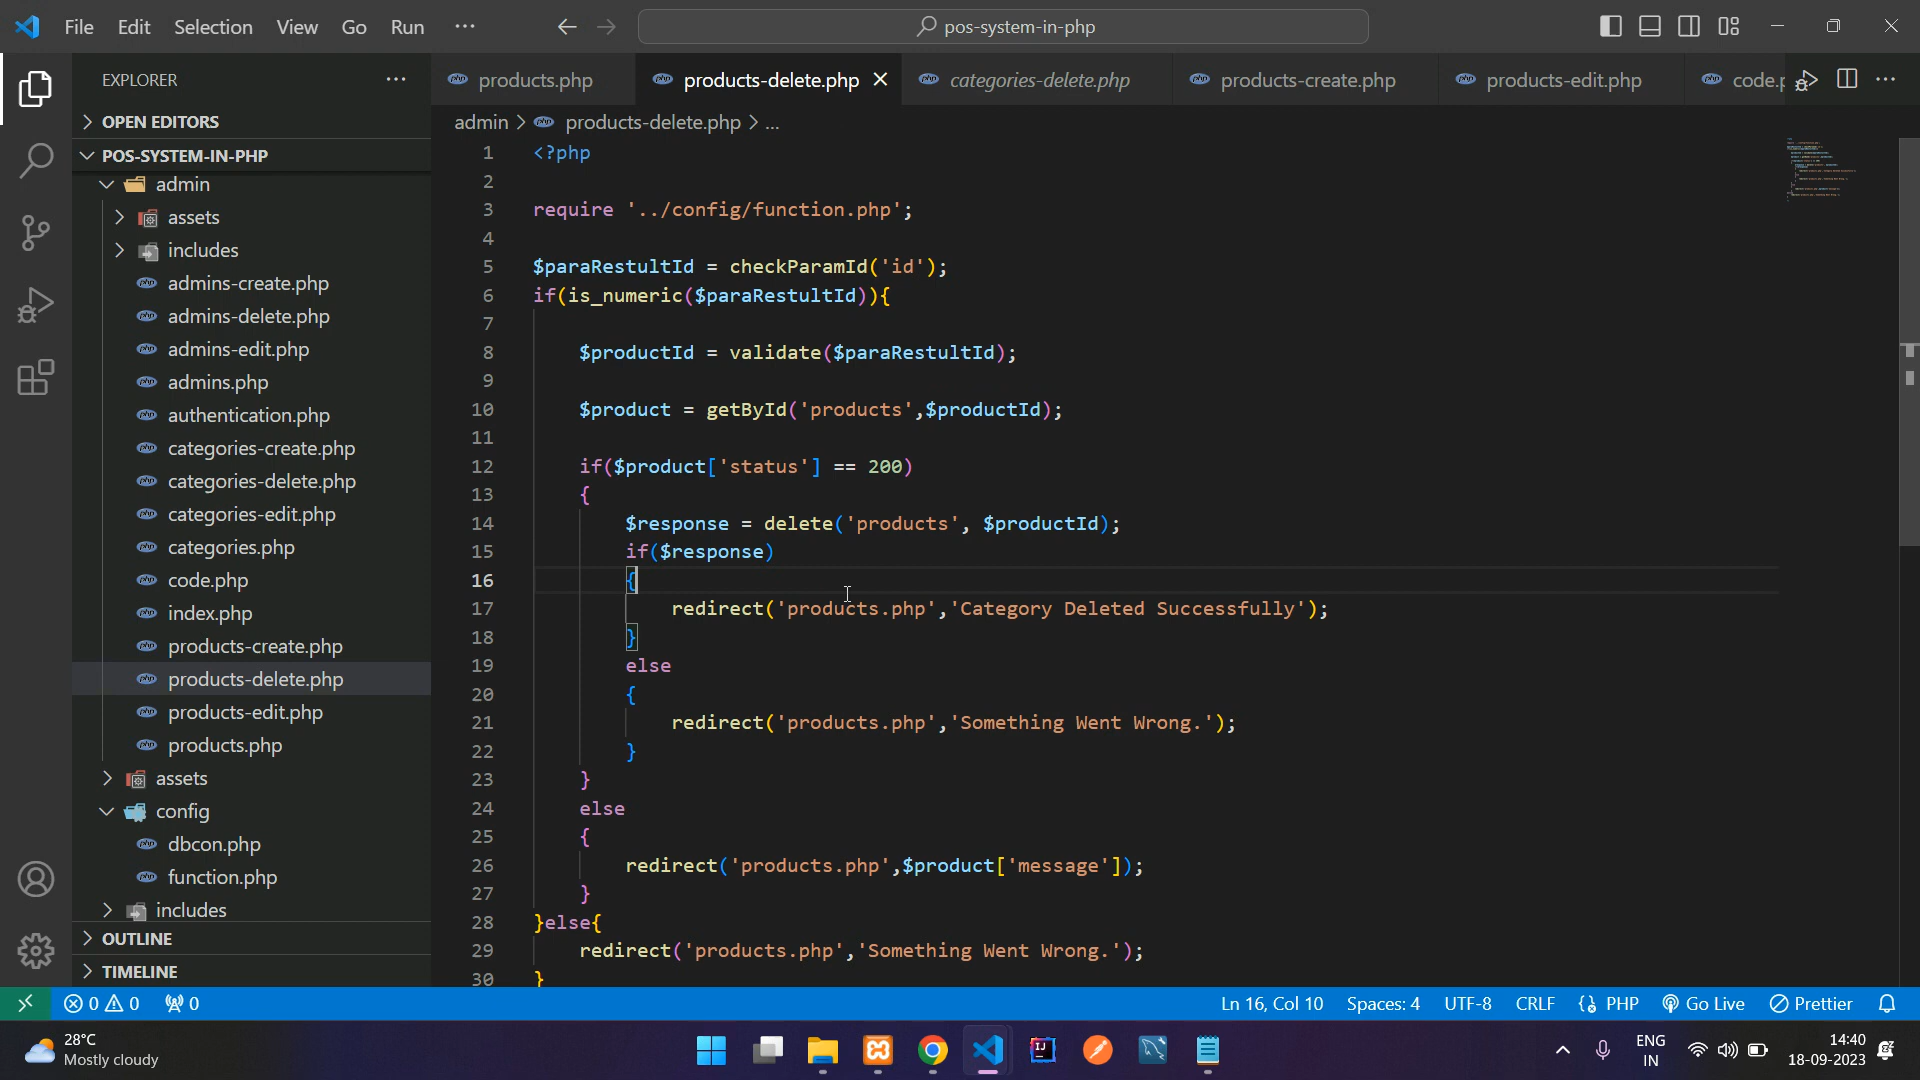 File Edit Selection View Go Run ···
pos-system-in-php
EXPLORER
OPEN EDITORS
POS-SYSTEM-IN-PHP
admin
assets
includes
admins-create.php
admins-delete.php
admins-edit.php
admins.php
authentication.php
categories-create.php
categories-delete.php
categories-edit.php
categories.php
code.php
index.php
products-create.php
products-delete.php
products-edit.php
products.php
assets
config
dbcon.php
function.php
includes
OUTLINE
TIMELINE
products.php products-delete.php categories-delete.php products-create.php products-edit.php code.p
admin > products-delete.php > ...
1 <?php
2
3 require '../config/function.php';
4
5 $paraRestultId = checkParamId('id');
6 if(is_numeric($paraRestultId)){
7
8 $productId = validate($paraRestultId);
9
10 $product = getById('products',$productId);
11
12 if($product['status'] == 200)
13 {
14 $response = delete('products', $productId);
15 if($response)
16 {
17 redirect('products.php','Category Deleted Successfully');
18 }
19 else
20 {
21 redirect('products.php','Something Went Wrong.');
22 }
23 }
24 else
25 {
26 redirect('products.php',$product['message']);
27 }
28 }else{
29 redirect('products.php','Something Went Wrong.');
30 }
0 0 0 Ln 16, Col 10 Spaces: 4 UTF-8 CRLF {} PHP Go Live Prettier
28°C
Mostly cloudy
ENG
IN
14:40
18-09-2023